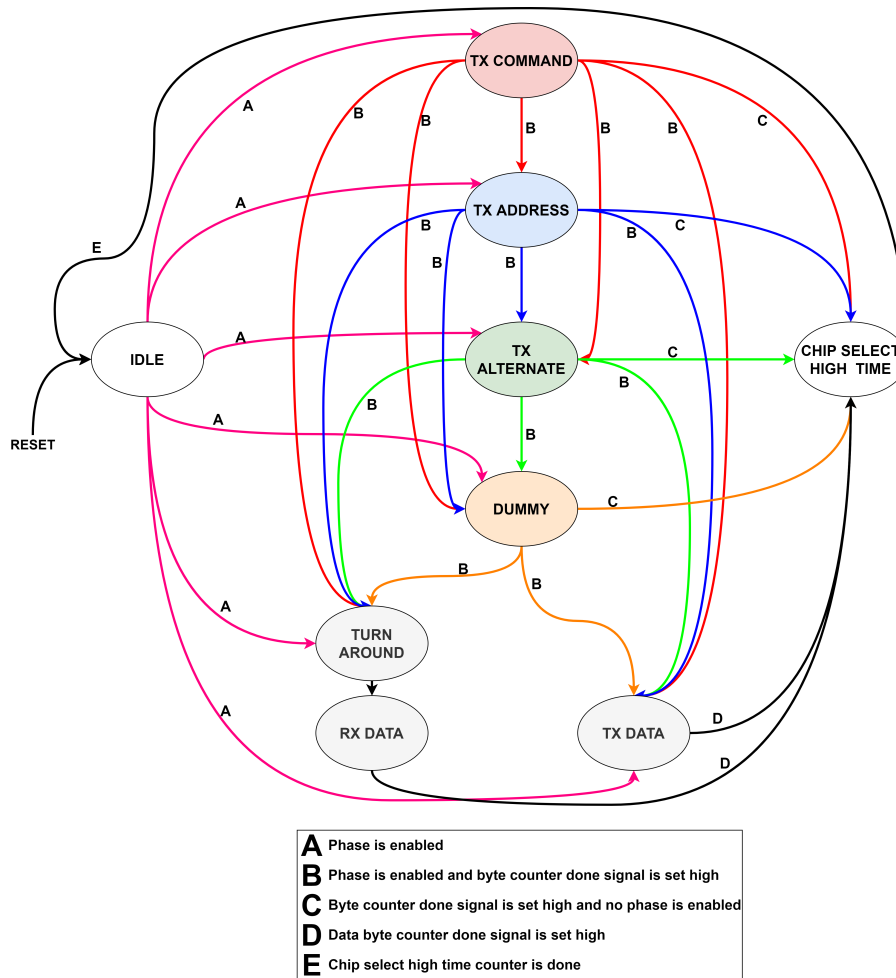 TX COMMAND
A
B
B
B
B
B
C
TX ADDRESS
A
B
B
B
B
C
E
IDLE
A
TX
ALTERNATE
C
CHIP SELECT
HIGH TIME
B
B
B
A
RESET
DUMMY
C
B
B
A
TURN
AROUND
A
RX DATA
TX DATA
D
D
A Phase is enabled
B Phase is enabled and byte counter done signal is set high
C Byte counter done signal is set high and no phase is enabled
D Data byte counter done signal is set high
E Chip select high time counter is done